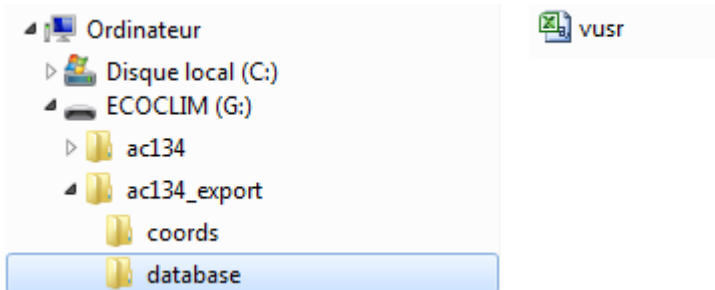 Ordinateur
Disque local (C:)
ECOCLIM (G:)
ac134
ac134_export
coords
database
vusr